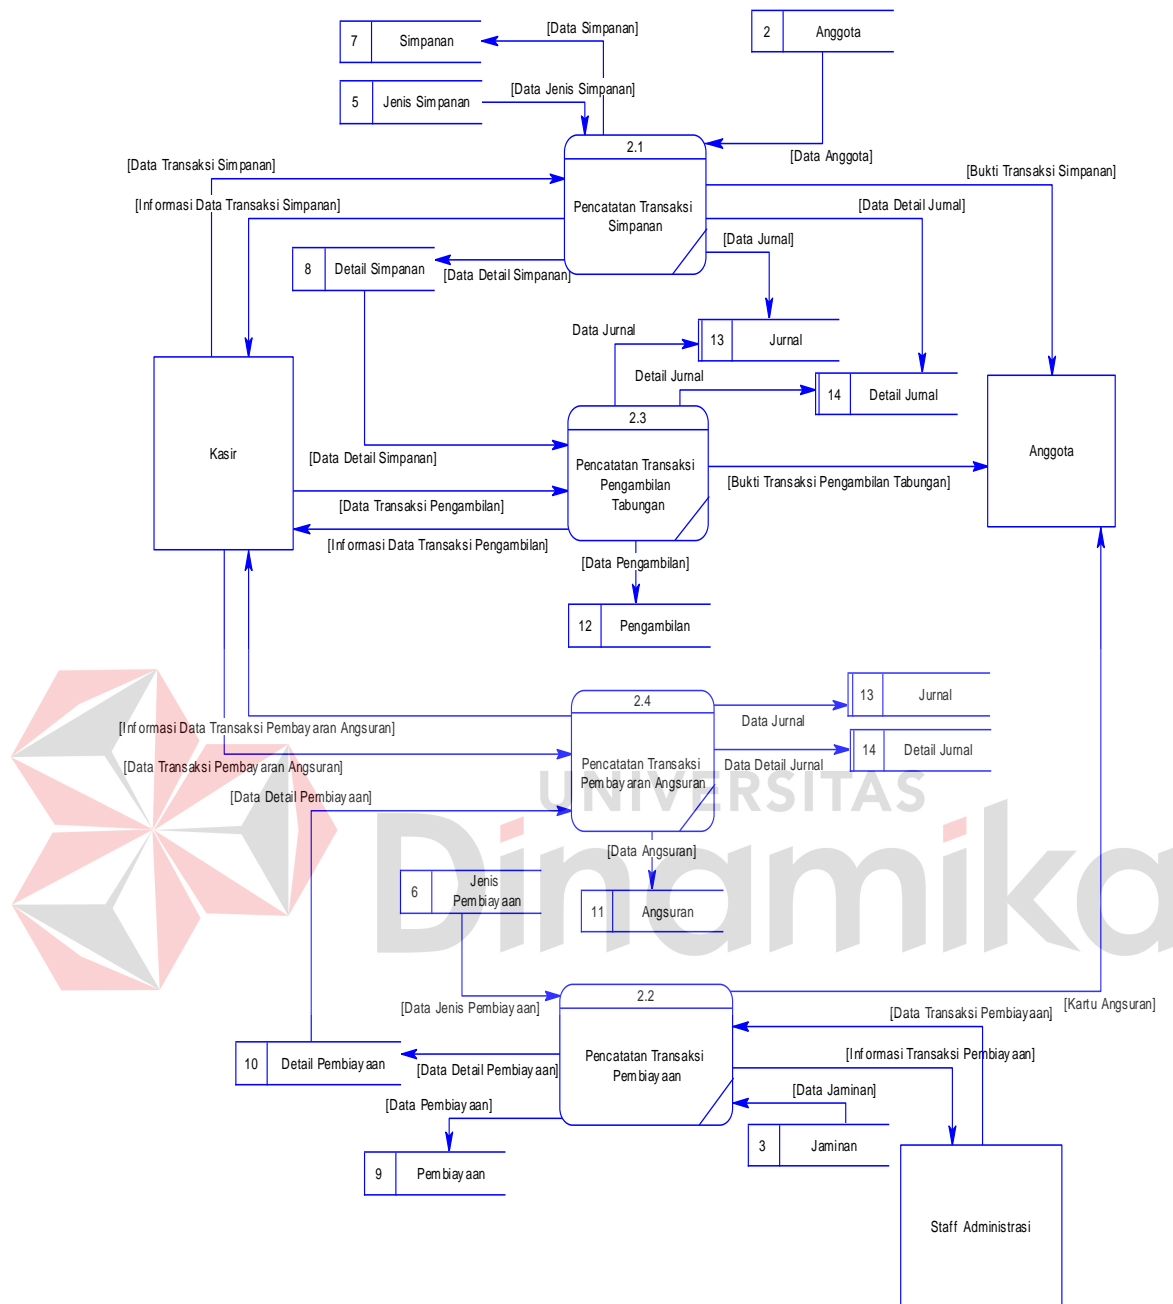 [Data Simpanan]
7 Simpanan
2 Anggota
[Data Jenis Simpanan]
5 Jenis Simpanan
2.1
Pencatatan Transaksi
Simpanan
[Data Anggota]
[Data Transaksi Simpanan]
[Bukti Transaksi Simpanan]
[Informasi Data Transaksi Simpanan]
[Data Detail Jurnal]
[Data Jurnal]
8 Detail Simpanan
[Data Detail Simpanan]
Data Jurnal
13 Jurnal
Detail Jurnal
14 Detail Jurnal
2.3
Pencatatan Transaksi
Pengambilan
Tabungan
Kasir
Anggota
[Data Detail Simpanan]
[Bukti Transaksi Pengambilan Tabungan]
[Data Transaksi Pengambilan]
[Informasi Data Transaksi Pengambilan]
[Data Pengambilan]
12 Pengambilan
2.4
Pencatatan Transaksi
Pembayaran Angsuran
13 Jurnal
Data Jurnal
[Informasi Data Transaksi Pembayaran Angsuran]
14 Detail Jurnal
Data Detail Jurnal
[Data Transaksi Pembayaran Angsuran]
UNIVERSITAS
Dinamika
[Data Detail Pembiayaan]
[Data Angsuran]
6 Jenis
Pembiayaan
11 Angsuran
2.2
Pencatatan Transaksi
Pembiayaan
[Data Jenis Pembiayaan]
[Kartu Angsuran]
[Data Transaksi Pembiayaan]
[Informasi Transaksi Pembiayaan]
10 Detail Pembiayaan
[Data Detail Pembiayaan]
[Data Jaminan]
[Data Pembiayaan]
3 Jaminan
9 Pembiayaan
Staff Administrasi